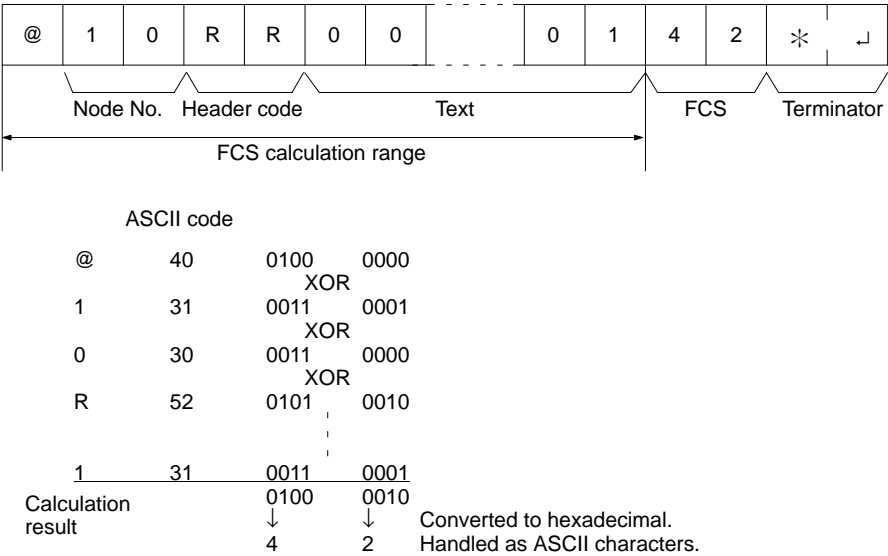 @ 1 0 R R 0 0 0 1 4 2 * ↵
Node No. Header code Text FCS Terminator
FCS calculation range
ASCII code
@ 40 0100 0000
XOR
1 31 0011 0001
XOR
0 30 0011 0000
XOR
R 52 0101 0010
1 31 0011 0001
Calculation result 0100 0010
↓ ↓ Converted to hexadecimal.
4 2 Handled as ASCII characters.